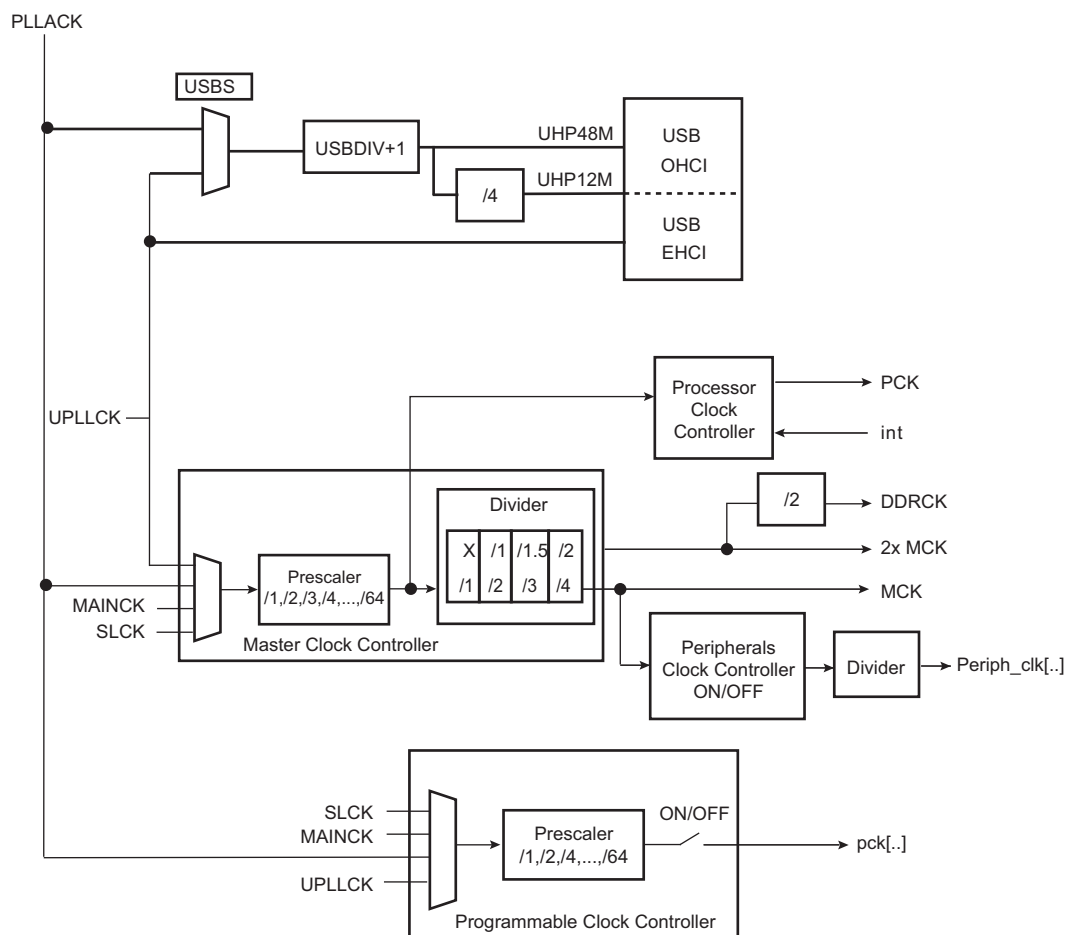 PLLACK
USBS
USBDIV+1
UHP48M
/4
UHP12M
USB
OHCI
USB
EHCI
UPLLCK
Processor
Clock
Controller
PCK
int
/2
DDRCK
2x MCK
MCK
Divider
X /1 /1.5 /2
/1 /2 /3 /4
Prescaler
/1,/2,/3,/4,...,/64
MAINCK
SLCK
Master Clock Controller
Peripherals
Clock Controller
ON/OFF
Divider
Periph_clk[..]
SLCK
MAINCK
UPLLCK
Prescaler
/1,/2,/4,...,/64
ON/OFF
pck[..]
Programmable Clock Controller